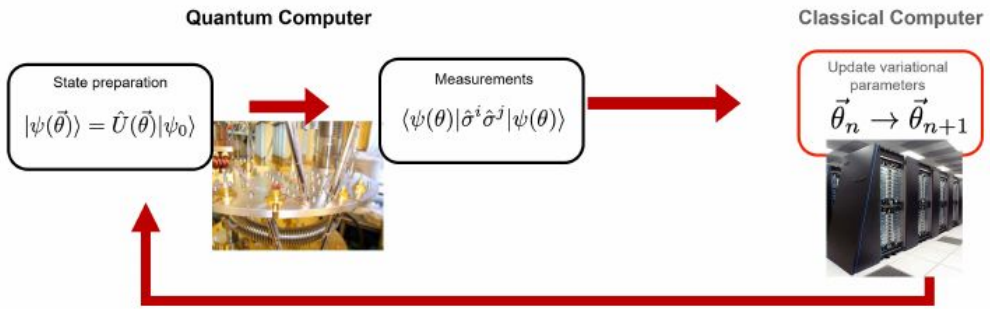 Quantum Computer
Classical Computer
State preparation
|ψ(θ⃗)⟩ = Û(θ⃗)|ψ₀⟩
Measurements
⟨ψ(θ)|σ̂ⁱσ̂ʲ|ψ(θ)⟩
Update variational
parameters
θ⃗ₙ → θ⃗ₙ₊₁